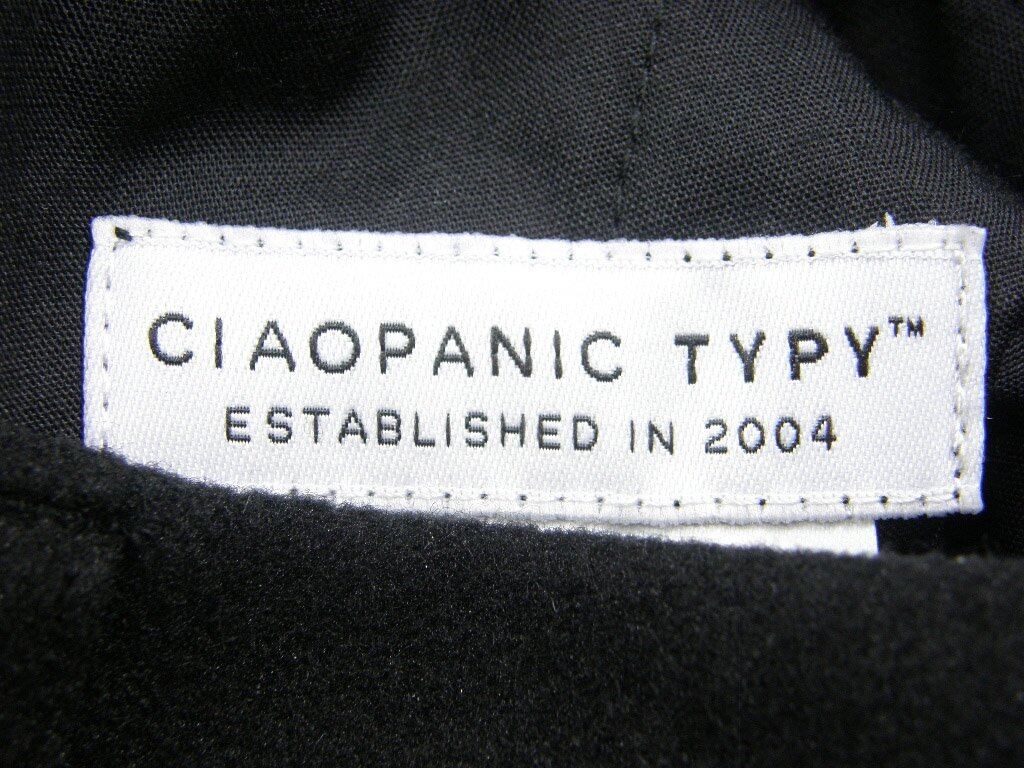 CIAOPANIC TYPY™
ESTABLISHED IN 2004